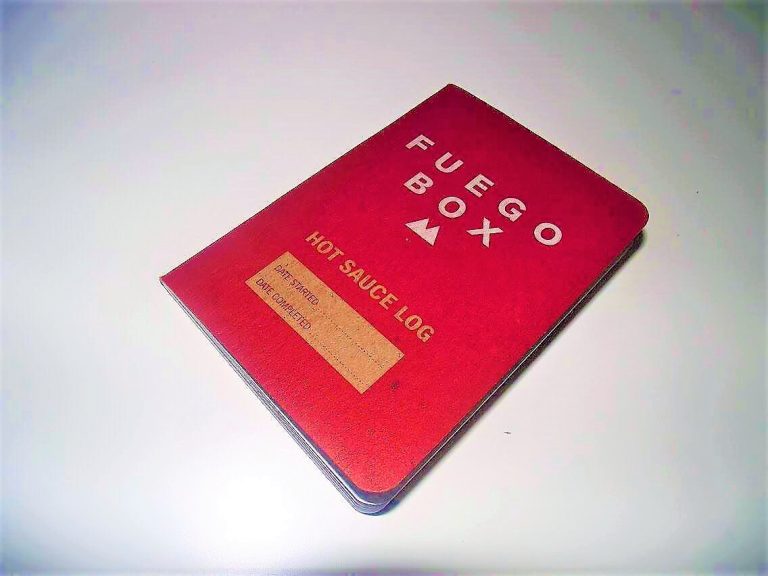 FUEGO
BOX
HOT SAUCE LOG
DATE STARTED
DATE COMPLETED